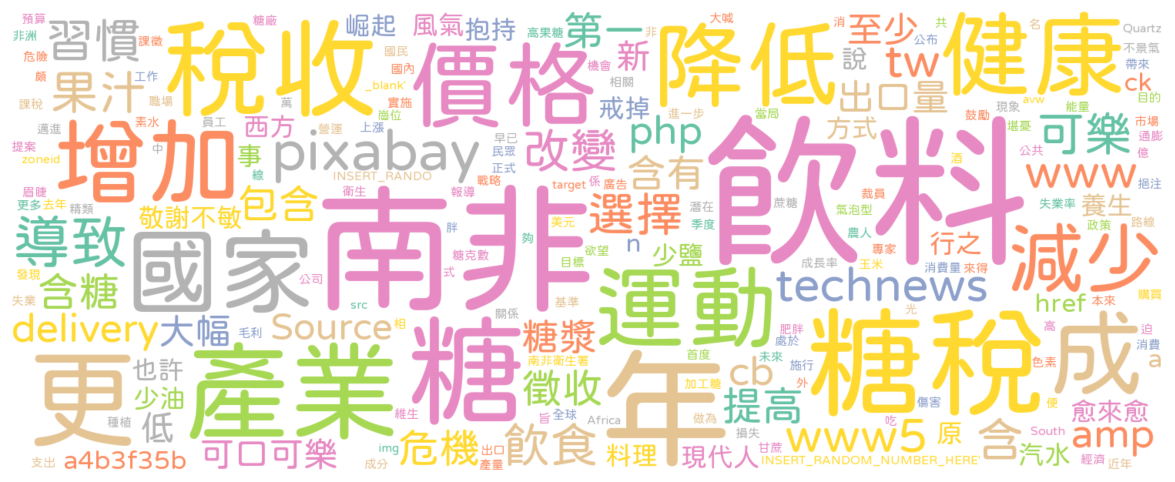 預算
糖廠
非洲
課徵
危險
頗
習慣
果汁
工作
課稅
職場
邁進
素水
員工
提案
中
zoneid
稅收
國民
國內
_blank'
萬
實施
崛起
風氣
抱持
西方
營運
上漲
事
線
INSERT_RANDO
價格
高果糖
第一
非
大喊
機會
新
相關
戒掉
進一步
降低
消
至少
說
tw
公布
共
名
健康
Quartz
不景氣
帶來
ck
出口量
當局
現象
avw
能量
目的
鼓勵
堪憂
可樂
市場
通膨
億
公共
挹注
增加
pixabay
早已
民眾
正式
改變
php
含有
方式
飲料
www
眉睫
更多
去年
精類
敬謝不敏
包含
衛生
報導
戰略
target
係
廣告
選擇
潛在
蔗糖
季度
氣泡型
裁員
酒
農人
專家
行之
失業率
養生
政策
路線
減少
導致
國家
南非
胖
美元
夠
欲望
目標
n
少鹽
成長率
玉米
消費量
來得
本來
購買
發現
含糖
失業
公司
式
糖克數
src
關係
基準
運動
technews
href
光
高
迫
消費
delivery
大幅
毛利
Source
相
糖漿
南非衛生署
首度
肥胖
處於
未來
施行
糖稅
色素
a
成
更
也許
少油
低
種植
產業
糖
徵收
維生
旨
全球
年
加工糖
cb
外
提高
做為
傷害
吃
便
愈來愈
支出
a4b3f35b
可口可樂
img
成分
危機
出口
產量
飲食
Africa
料理
損失
現代人
甘蔗
www5
原
含
South
汽水
amp
經濟
近年
INSERT_RANDOM_NUMBER_HERE'